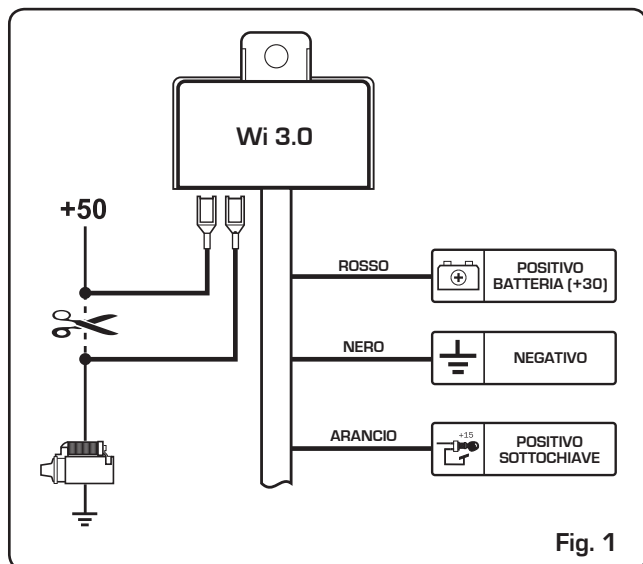 Wi 3.0
+50
ROSSO
POSITIVO
BATTERIA (+30)
NERO
NEGATIVO
ARANCIO
+15
POSITIVO
SOTTOCHIAVE
Fig. 1